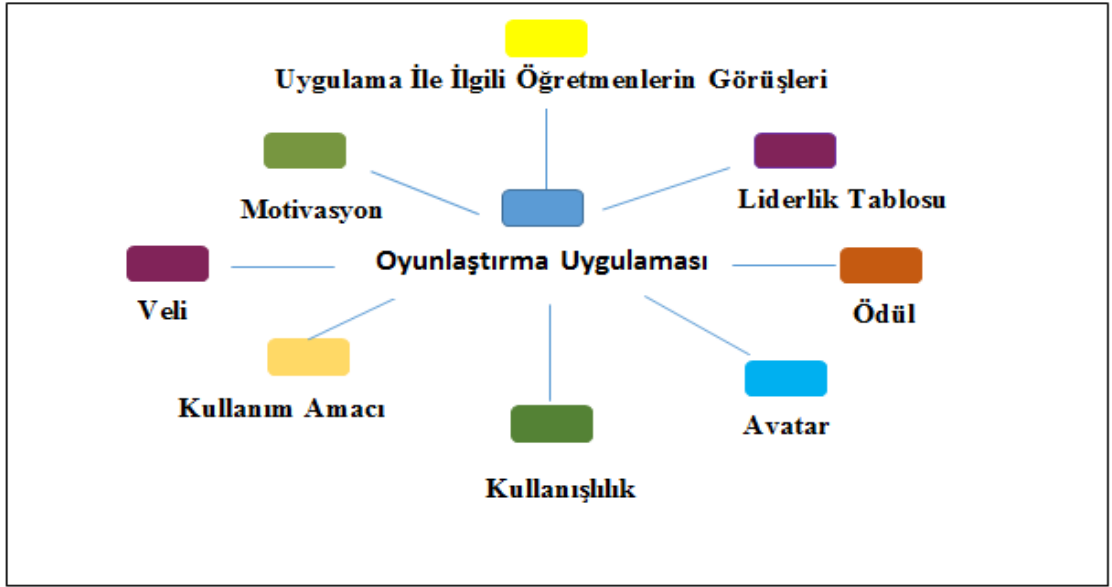 Uygulama İle İlgili Öğretmenlerin Görüşleri
Motivasyon
Liderlik Tablosu
Oyunlaştırma Uygulaması
Veli
Ödül
Kullanım Amacı
Avatar
Kullanışlılık